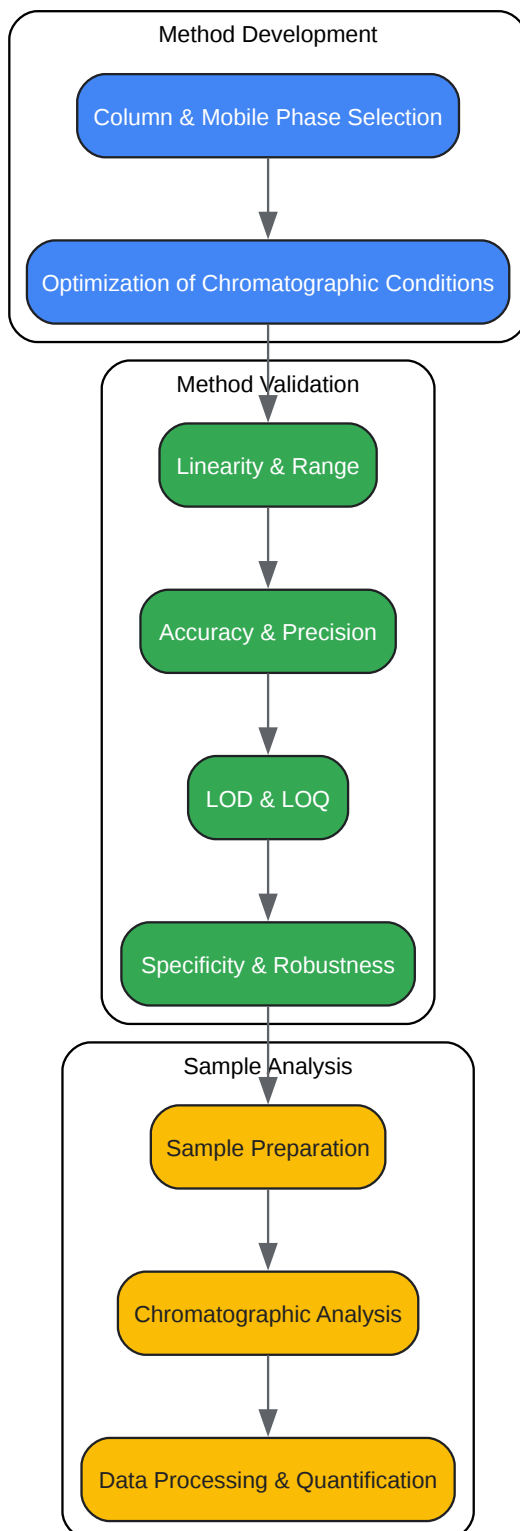 Method Development
Column & Mobile Phase Selection
Optimization of Chromatographic Conditions
Method Validation
Linearity & Range
Accuracy & Precision
LOD & LOQ
Specificity & Robustness
Sample Analysis
Sample Preparation
Chromatographic Analysis
Data Processing & Quantification